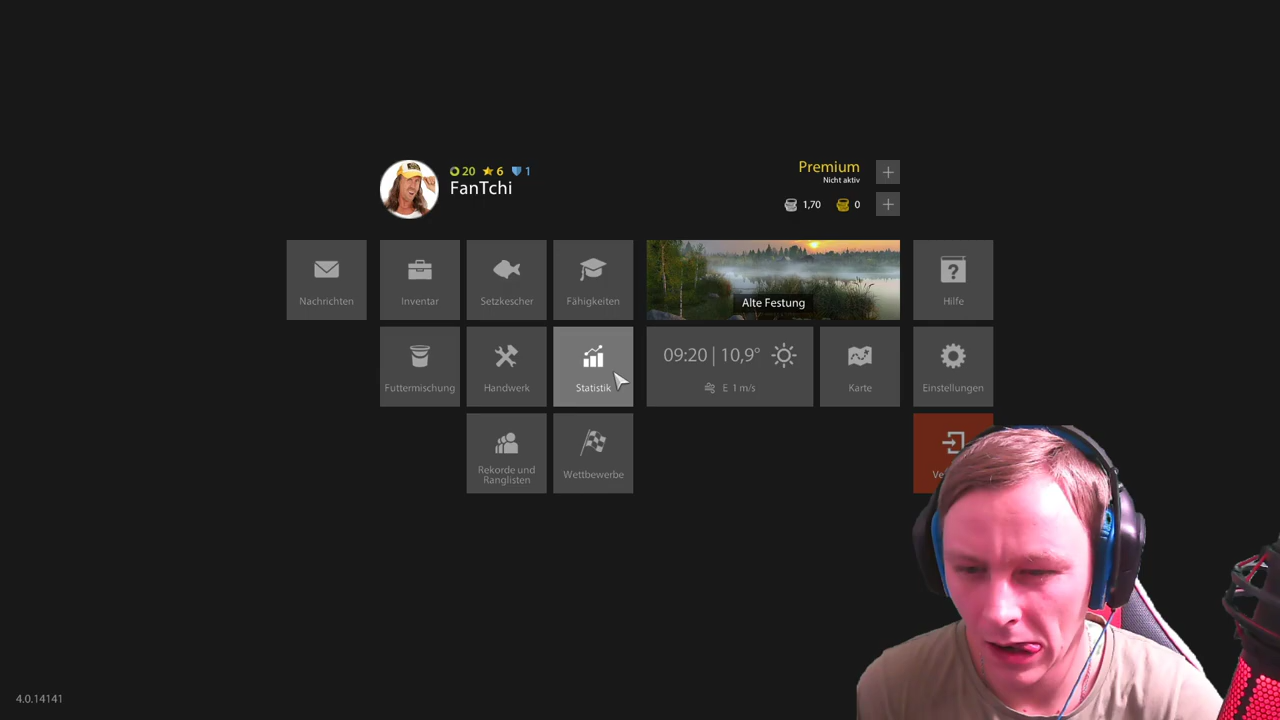 20 6 1
FanTchi
Premium
Nicht aktiv
1,70 0
Nachrichten
Inventar
Setzkescher
Fähigkeiten
Alte Festung
Hilfe
Futtermischung
Handwerk
Statistik
09:20 | 10,9°
E 1 m/s
Karte
Einstellungen
Rekorde und
Ranglisten
Wettbewerbe
4.0.14141